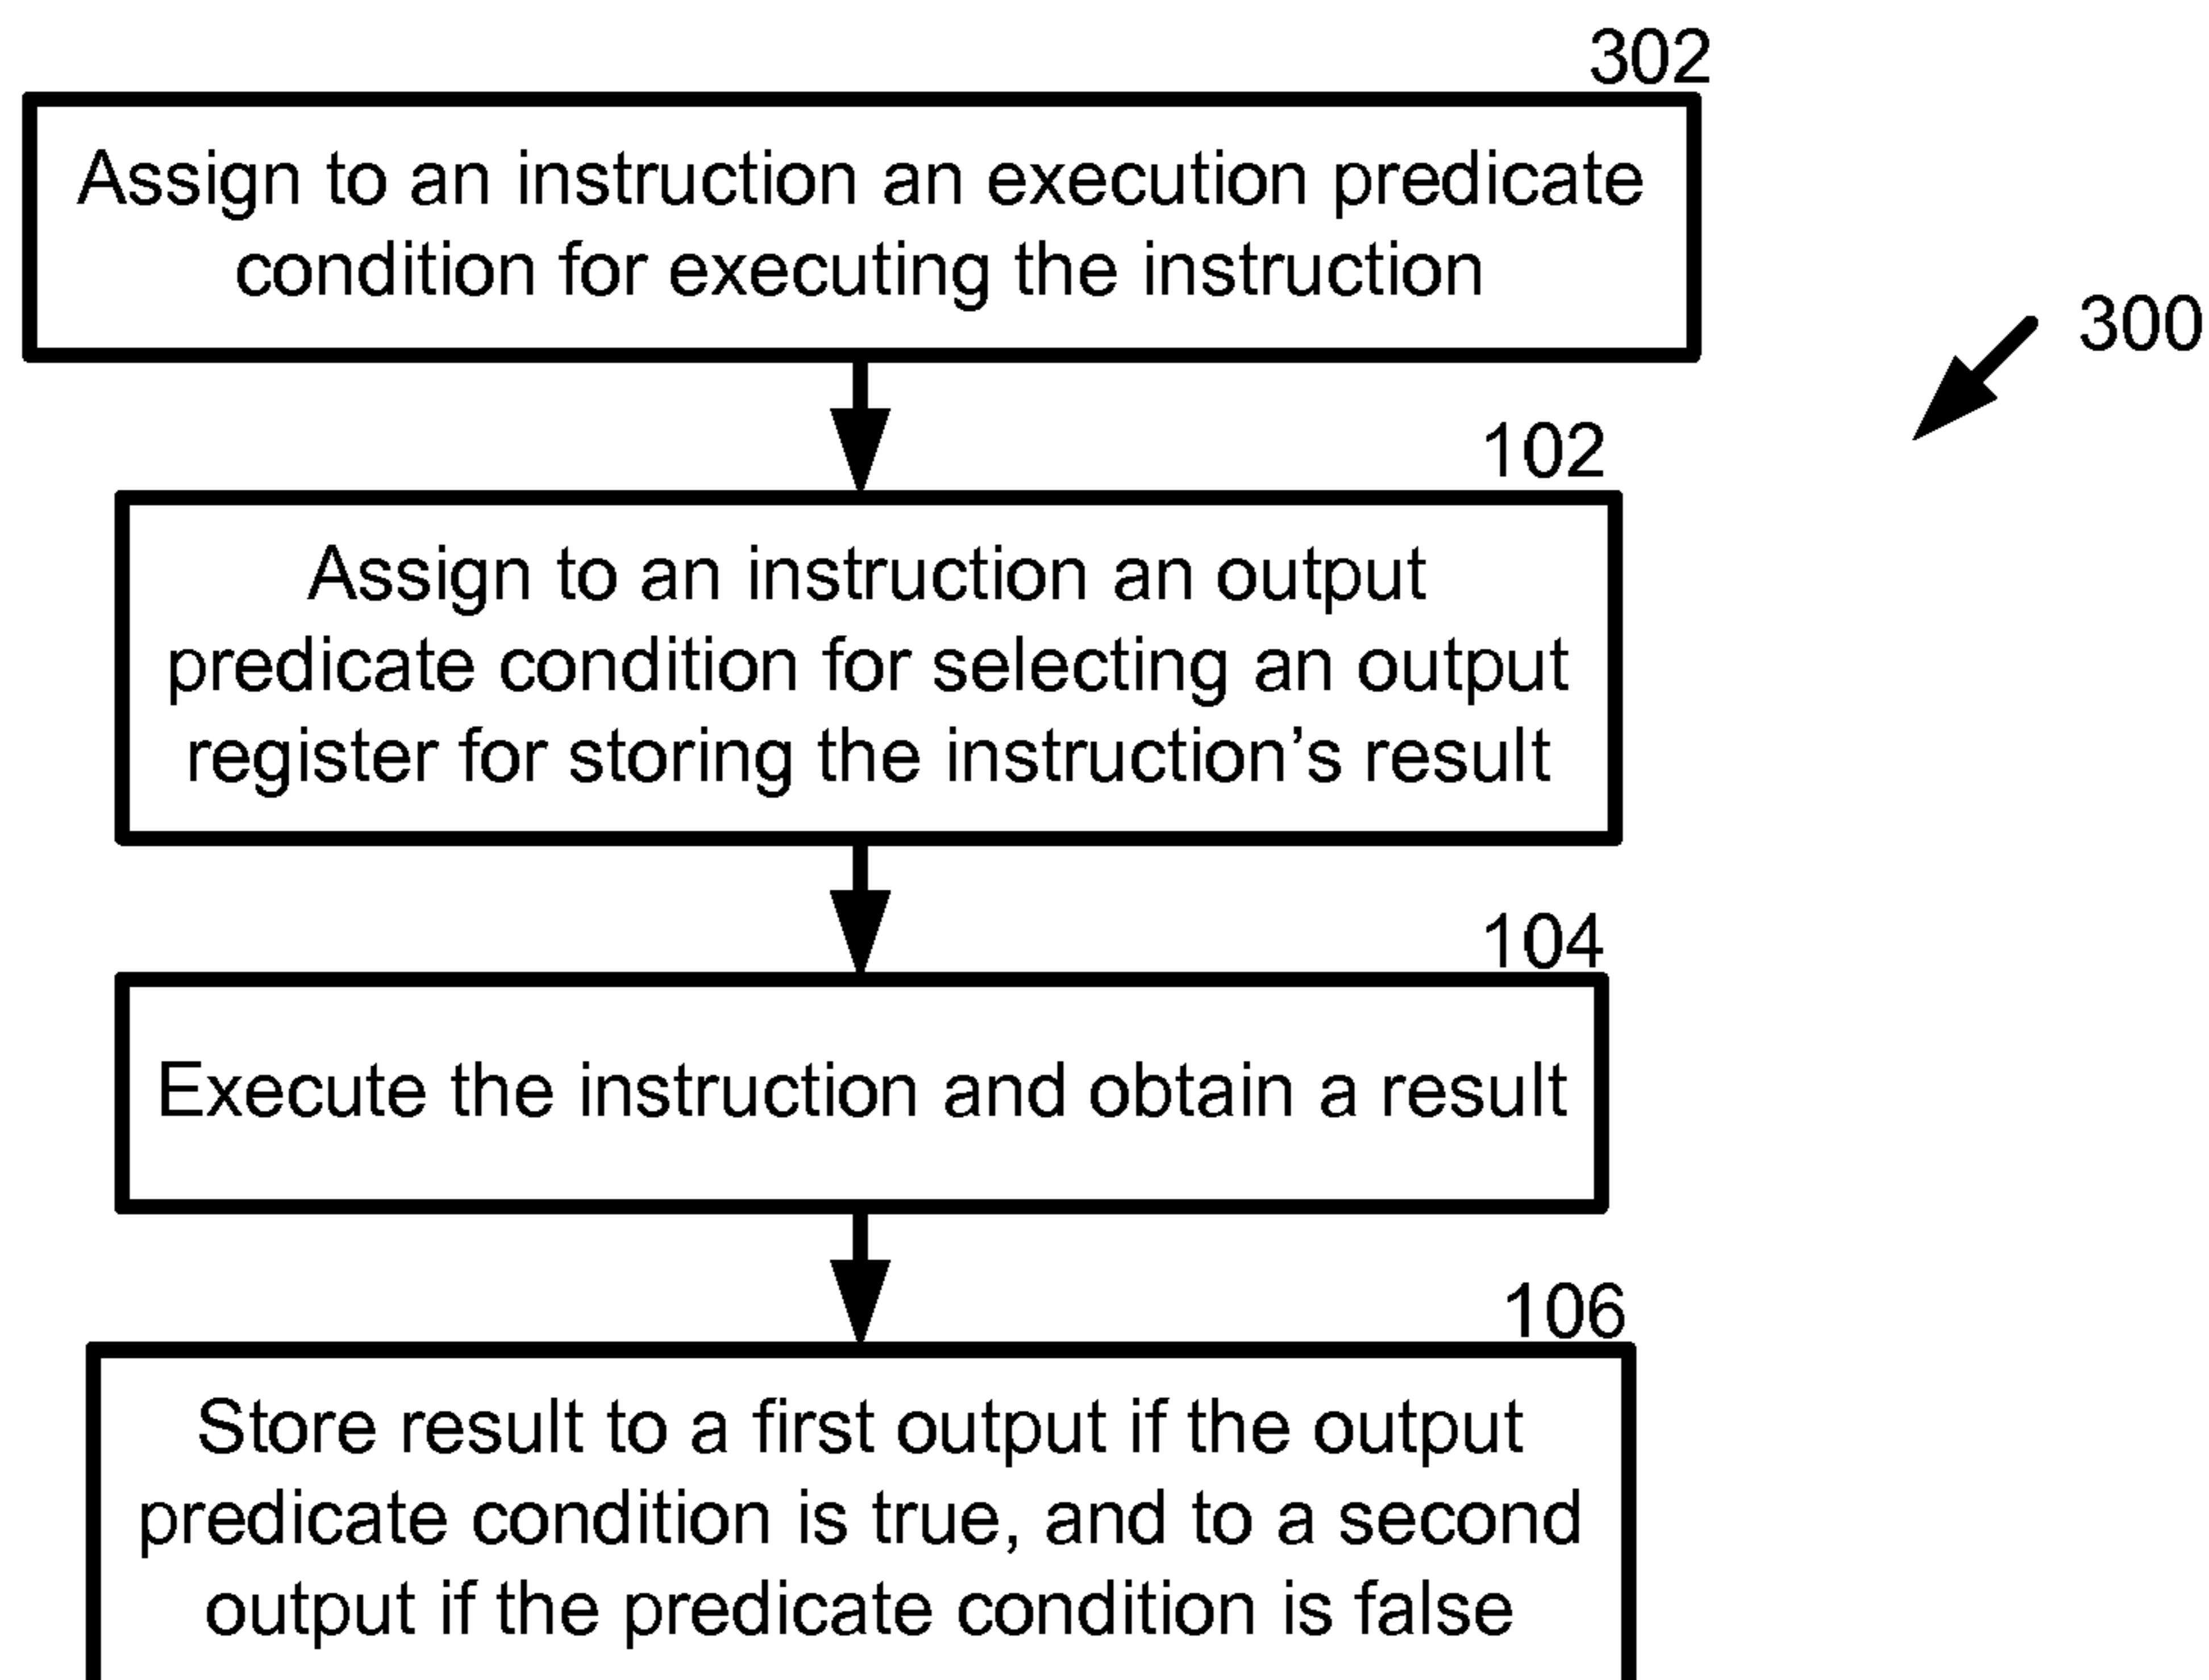 302
Assign to an instruction an execution predicate
condition for executing the instruction
300
102
Assign to an instruction an output
predicate condition for selecting an output
register for storing the instruction’s result
104
Execute the instruction and obtain a result
106
Store result to a first output if the output
predicate condition is true, and to a second
output if the predicate condition is false